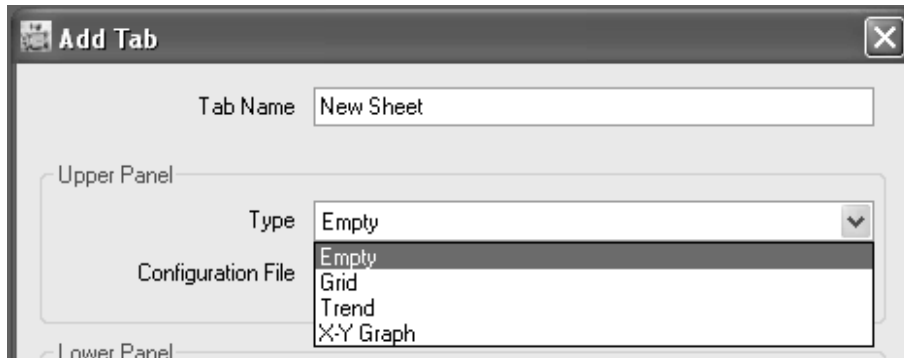 Add Tab
Tab Name New Sheet
Upper Panel
Type Empty
Empty
Configuration File
Grid
Trend
X-Y Graph
Lower Panel